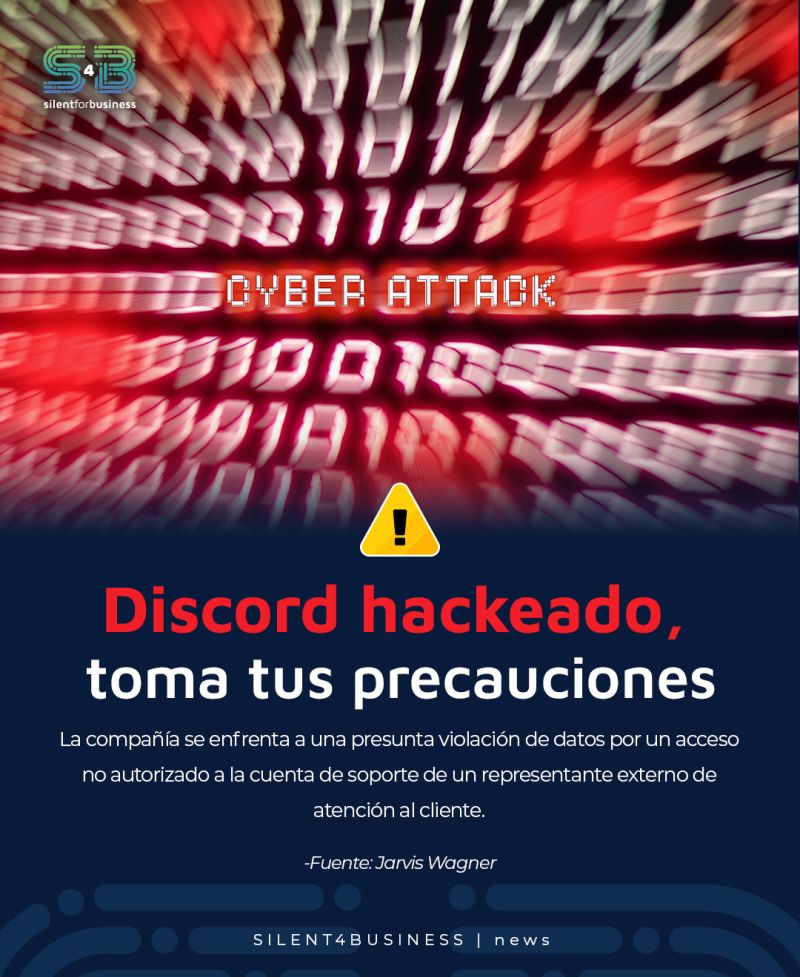 S4B
silentforbusiness
01101
CYBER ATTACK
Discord hackeado,
toma tus precauciones
La compañía se enfrenta a una presunta violación de datos por un acceso
no autorizado a la cuenta de soporte de un representante externo de
atención al cliente.
-Fuente: Jarvis Wagner
SILENT4BUSINESS | news